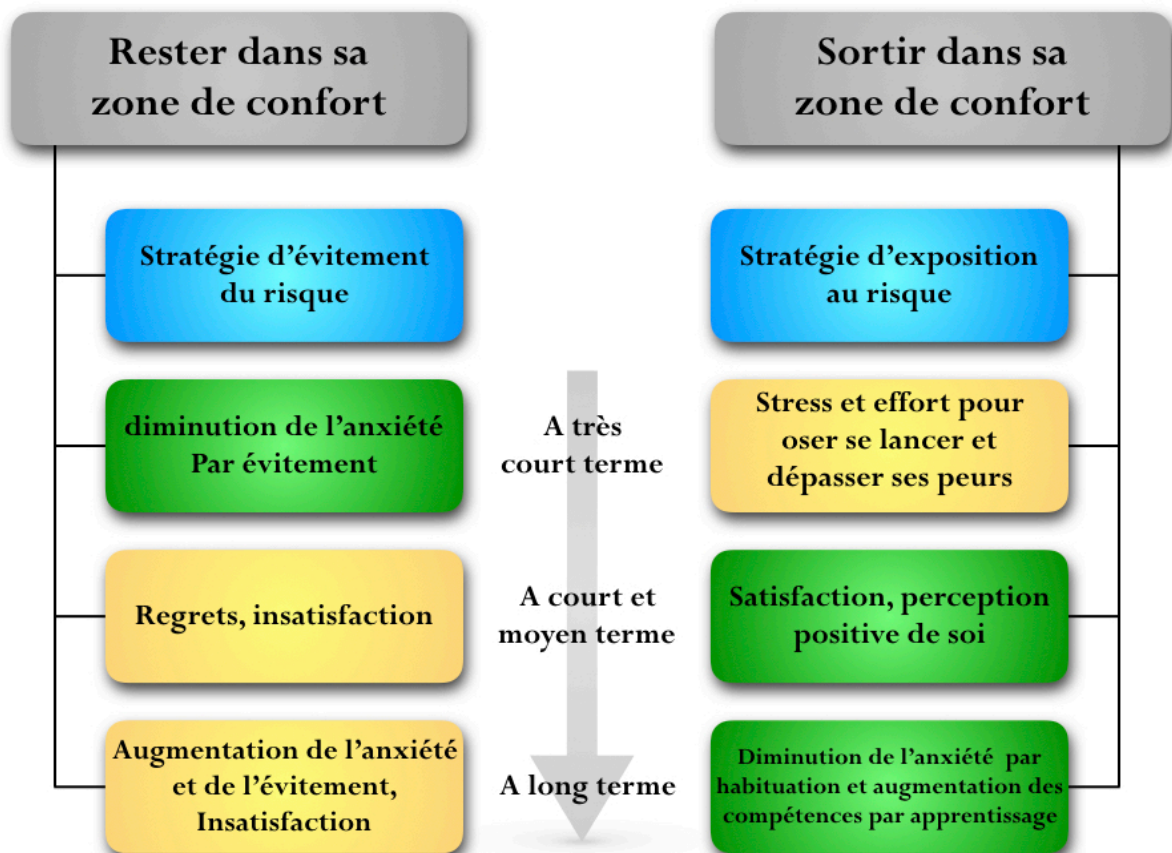 Rester dans sa
zone de confort
Sortir dans sa
zone de confort
Stratégie d'évitement
du risque
Stratégie d'exposition
au risque
diminution de l'anxiété
Par évitement
A très
court terme
Stress et effort pour
oser se lancer et
dépasser ses peurs
Regrets, insatisfaction
A court et
moyen terme
Satisfaction, perception
positive de soi
Augmentation de l'anxiété
et de l'évitement,
Insatisfaction
A long terme
Diminution de l'anxiété par
habituation et augmentation des
compétences par apprentissage